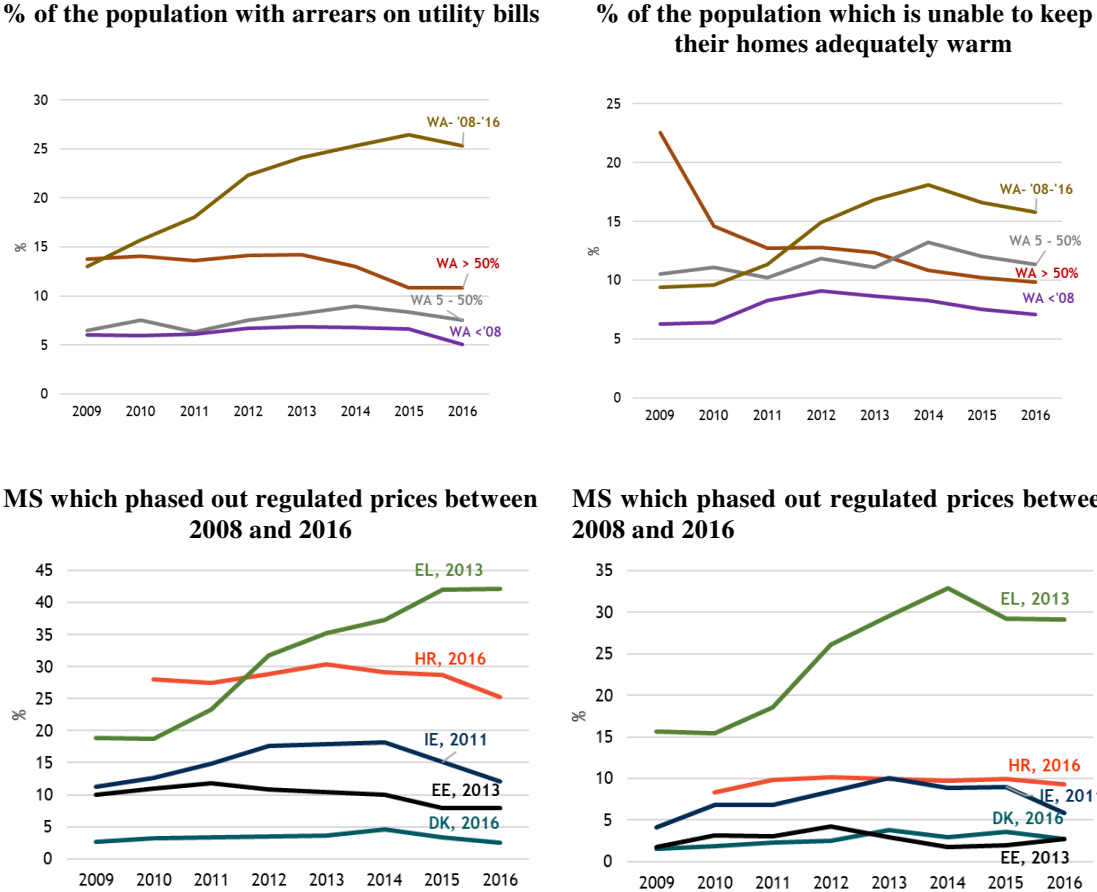 % of the population with arrears on utility bills
30
25
20
15
10
5
0
%
WA- '08-'16
WA > 50%
WA 5 - 50%
WA <'08
2009 2010 2011 2012 2013 2014 2015 2016
% of the population which is unable to keep
their homes adequately warm
25
20
15
10
5
0
%
WA- '08-'16
WA 5 - 50%
WA > 50%
WA <'08
2009 2010 2011 2012 2013 2014 2015 2016
MS which phased out regulated prices between
2008 and 2016
45
40
35
30
25
20
15
10
5
0
%
EL, 2013
HR, 2016
IE, 2011
EE, 2013
DK, 2016
2009 2010 2011 2012 2013 2014 2015 2016
MS which phased out regulated prices betwee
2008 and 2016
35
30
25
20
15
10
5
0
%
EL, 2013
HR, 2016
IE, 2011
DK, 2016
EE, 2013
2009 2010 2011 2012 2013 2014 2015 2016